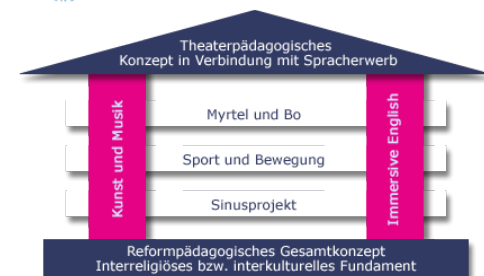 Theaterpädagogisches
Konzept in Verbindung mit Spracherwerb
Kunst und Musik
Myrtel und Bo
Sport und Bewegung
Sinusprojekt
Immersive English
Reformpädagogisches Gesamtkonzept
Interreligiöses bzw. interkulturelles Fundament